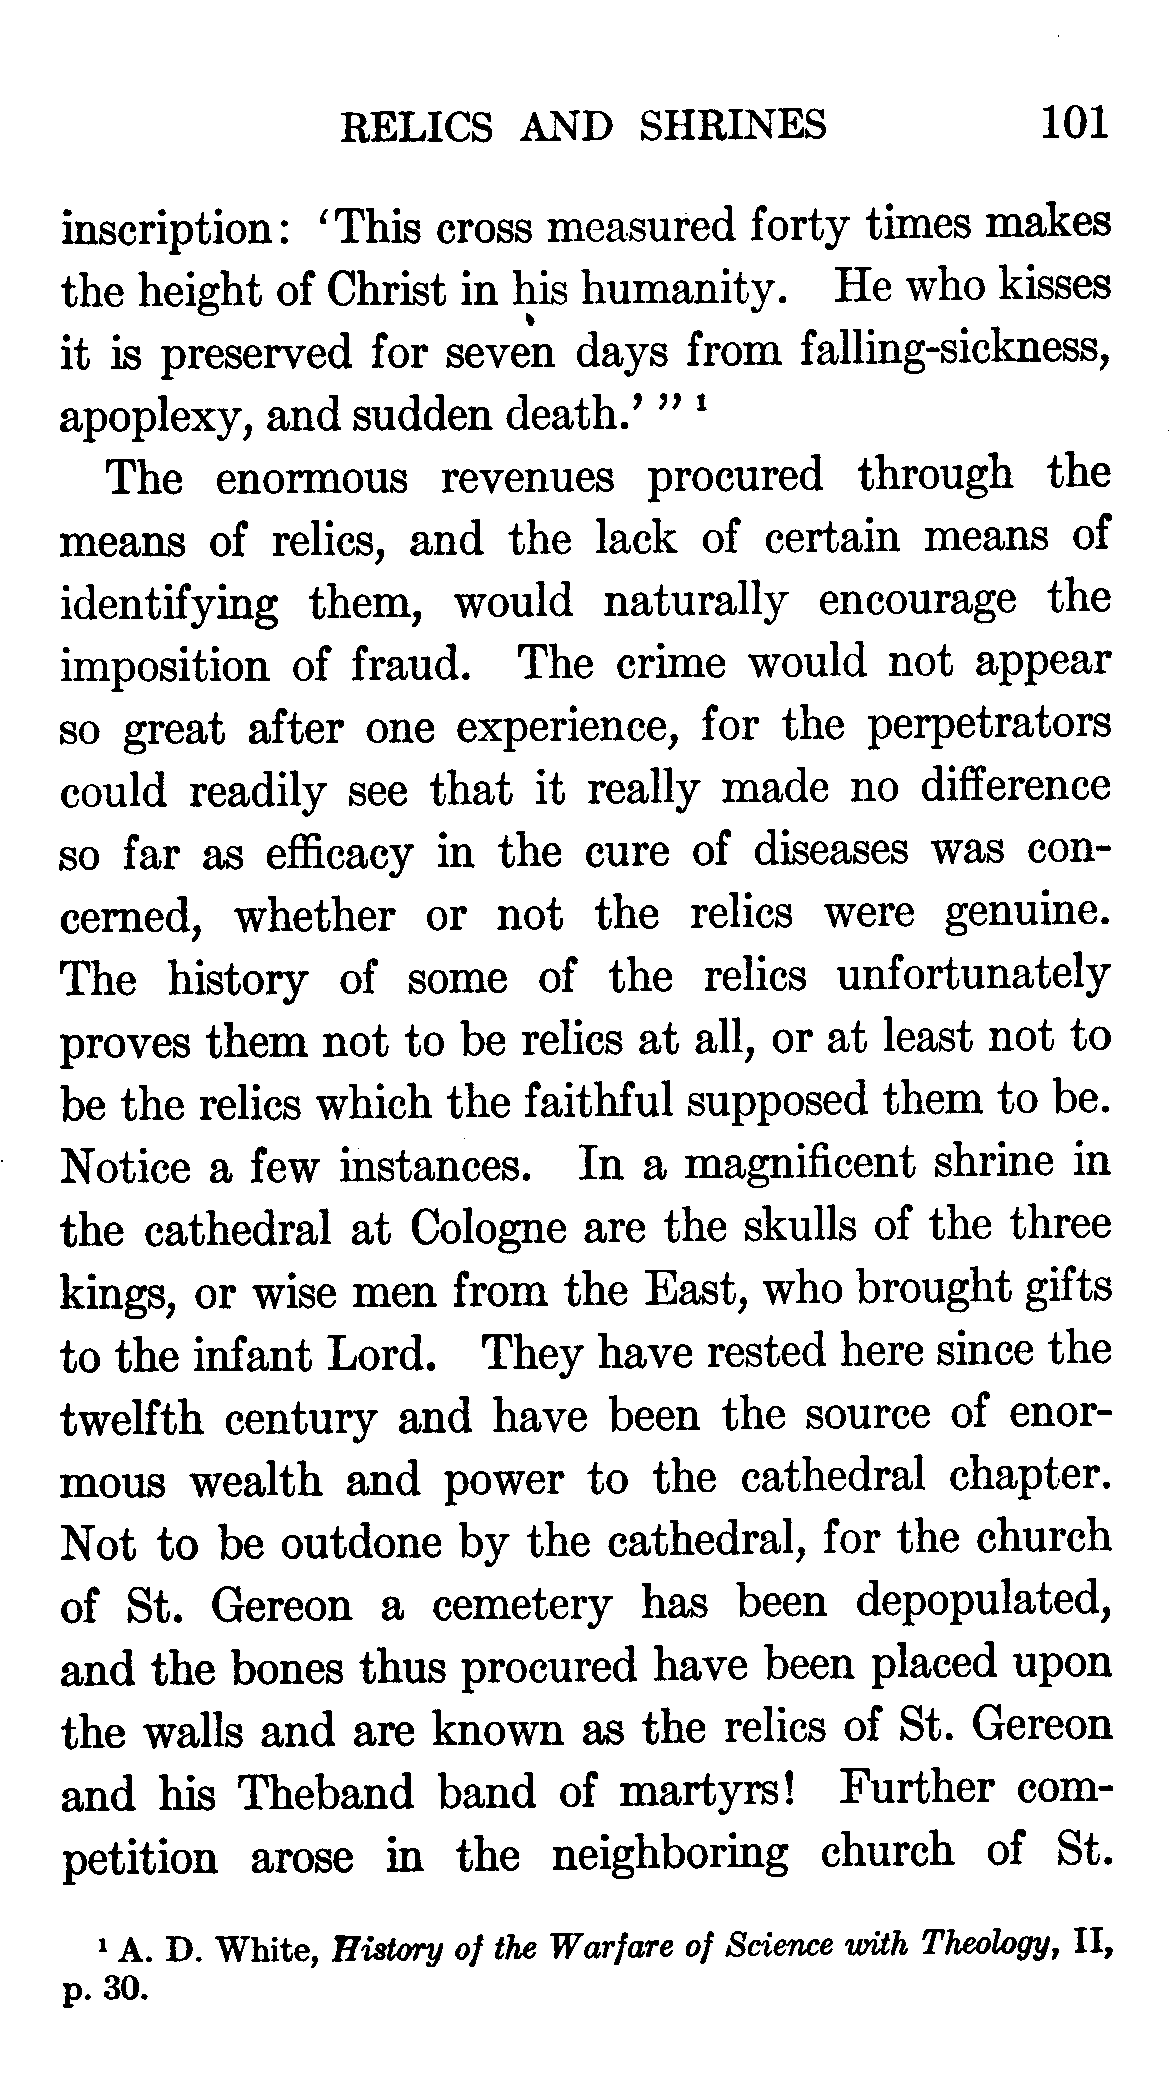 RELICS AND SHRINES 101
inscription: 'This cross measured forty times makes
the height of Christ in his humanity. He who kisses
it is preserved for seven days from falling-sickness,
apoplexy, and sudden death.' " 1
The enormous revenues procured through the
means of relics, and the lack of certain means of
identifying them, would naturally encourage the
imposition of fraud. The crime would not appear
so great after one experience, for the perpetrators
could readily see that it really made no difference
so far as efficacy in the cure of diseases was con-
cerned, whether or not the relics were genuine.
The history of some of the relics unfortunately
proves them not to be relics at all, or at least not to
be the relics which the faithful supposed them to be.
Notice a few instances. In a magnificent shrine in
the cathedral at Cologne are the skulls of the three
kings, or wise men from the East, who brought gifts
to the infant Lord. They have rested here since the
twelfth century and have been the source of enor-
mous wealth and power to the cathedral chapter.
Not to be outdone by the cathedral, for the church
of St. Gereon a cemetery has been depopulated,
and the bones thus procured have been placed upon
the walls and are known as the relics of St. Gereon
and his Theband band of martyrs! Further com-
petition arose in the neighboring church of St.
1 A. D. White, History of the Warfare of Science with Theology, II,
p. 30.